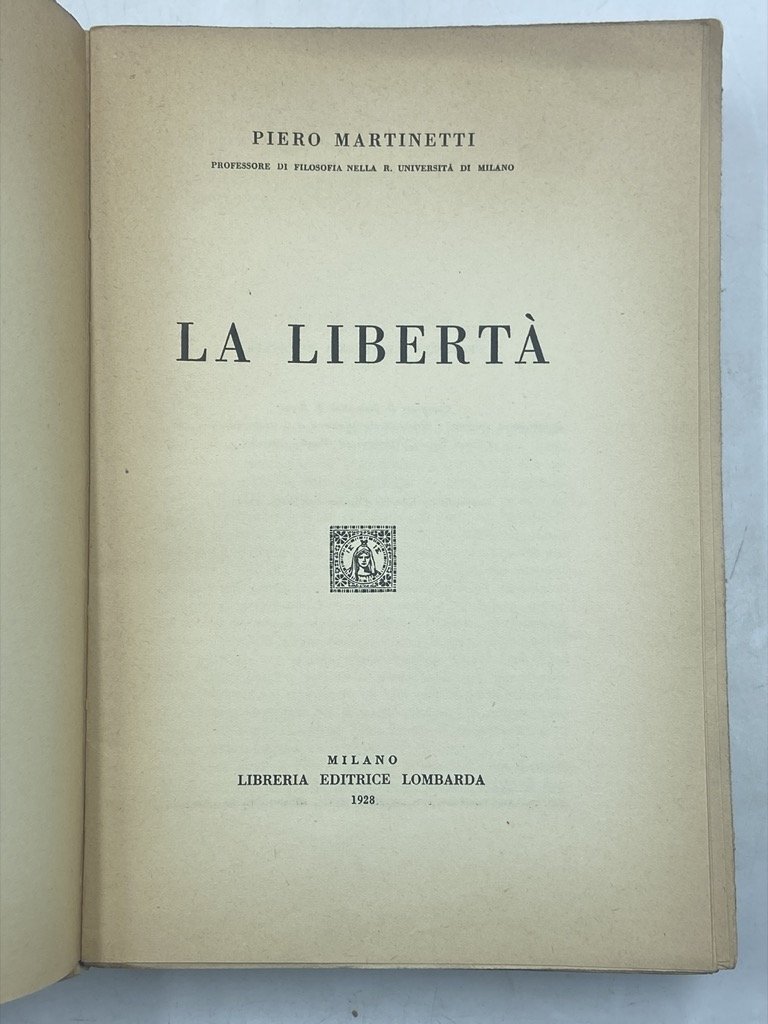 PIERO MARTINETTI
PROFESSORE DI FILOSOFIA NELLA R. UNIVERSITÀ DI MILANO
LA LIBERTÀ
MILANO
LIBRERIA EDITRICE LOMBARDA
1928